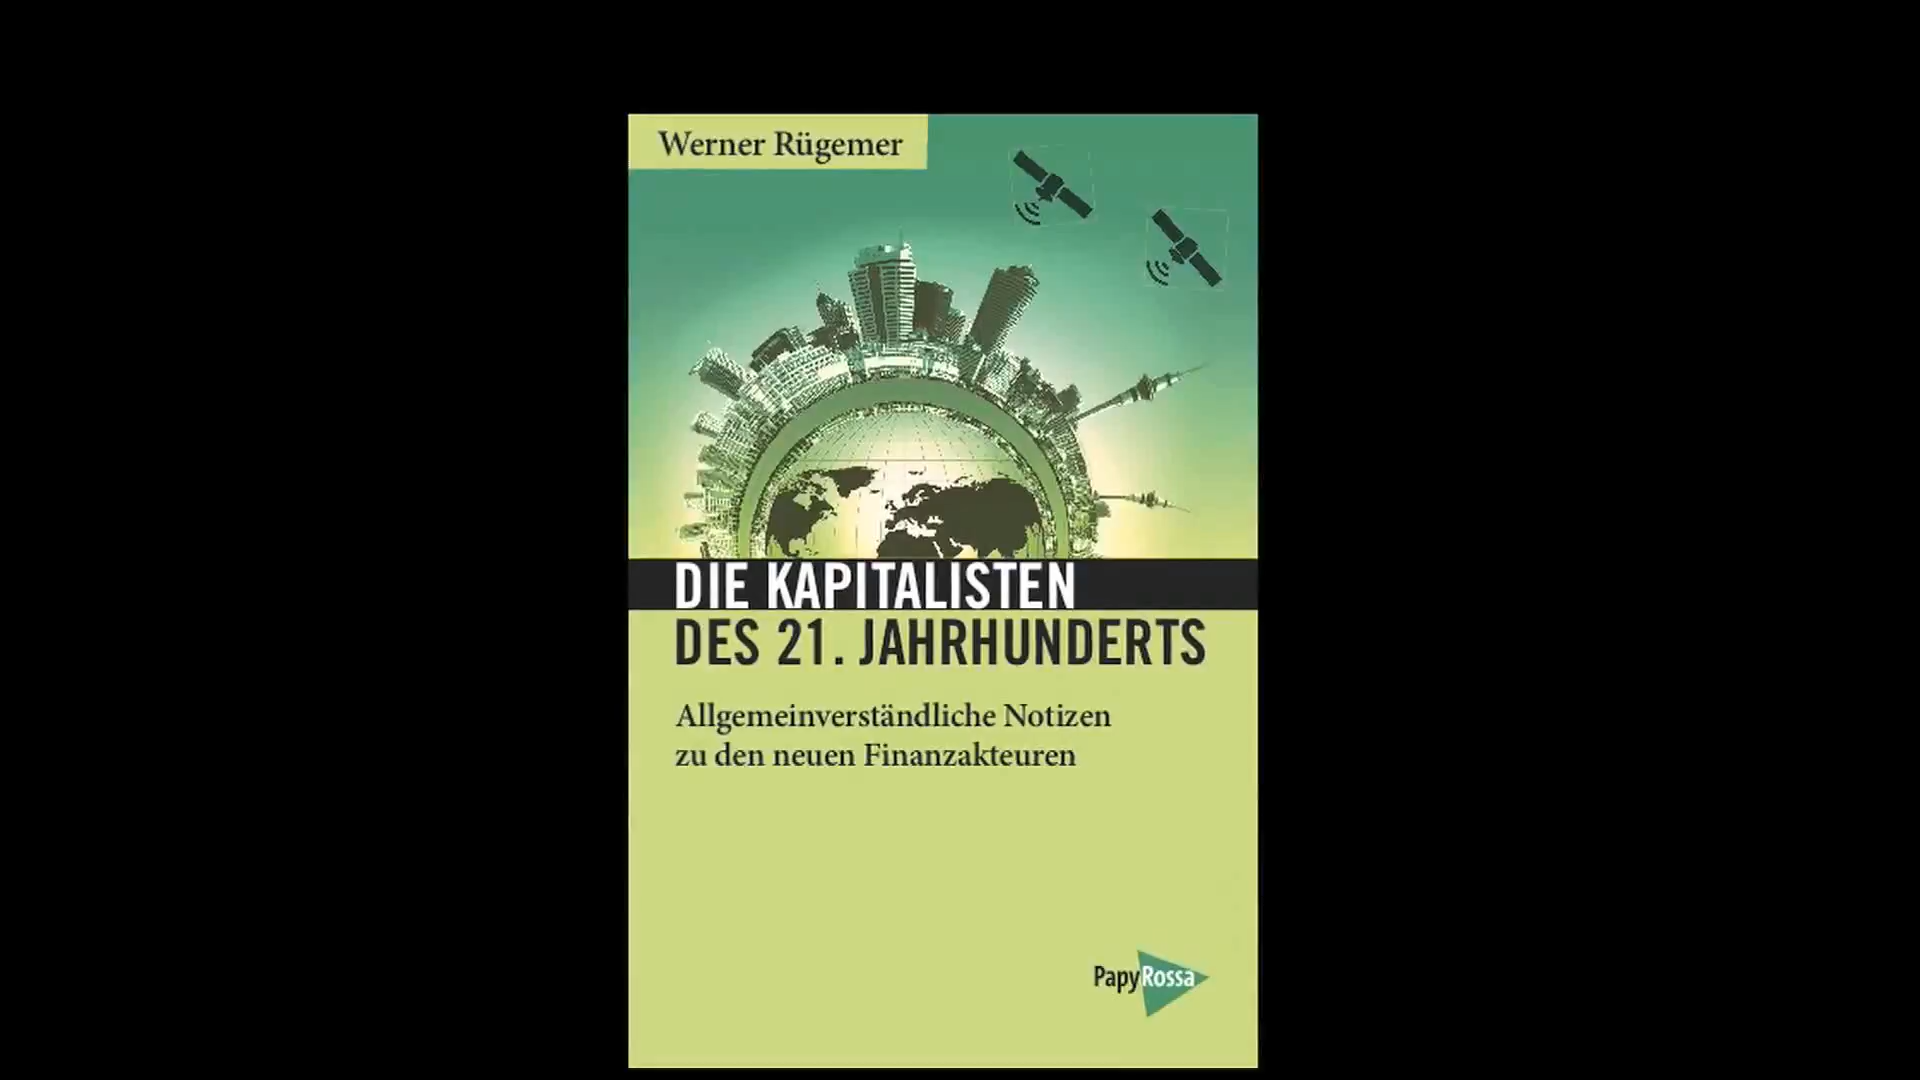 Werner Rügemer
DIE KAPITALISTEN
DES 21. JAHRHUNDERTS
Allgemeinverständliche Notizen
zu den neuen Finanzakteuren
PapyRossa